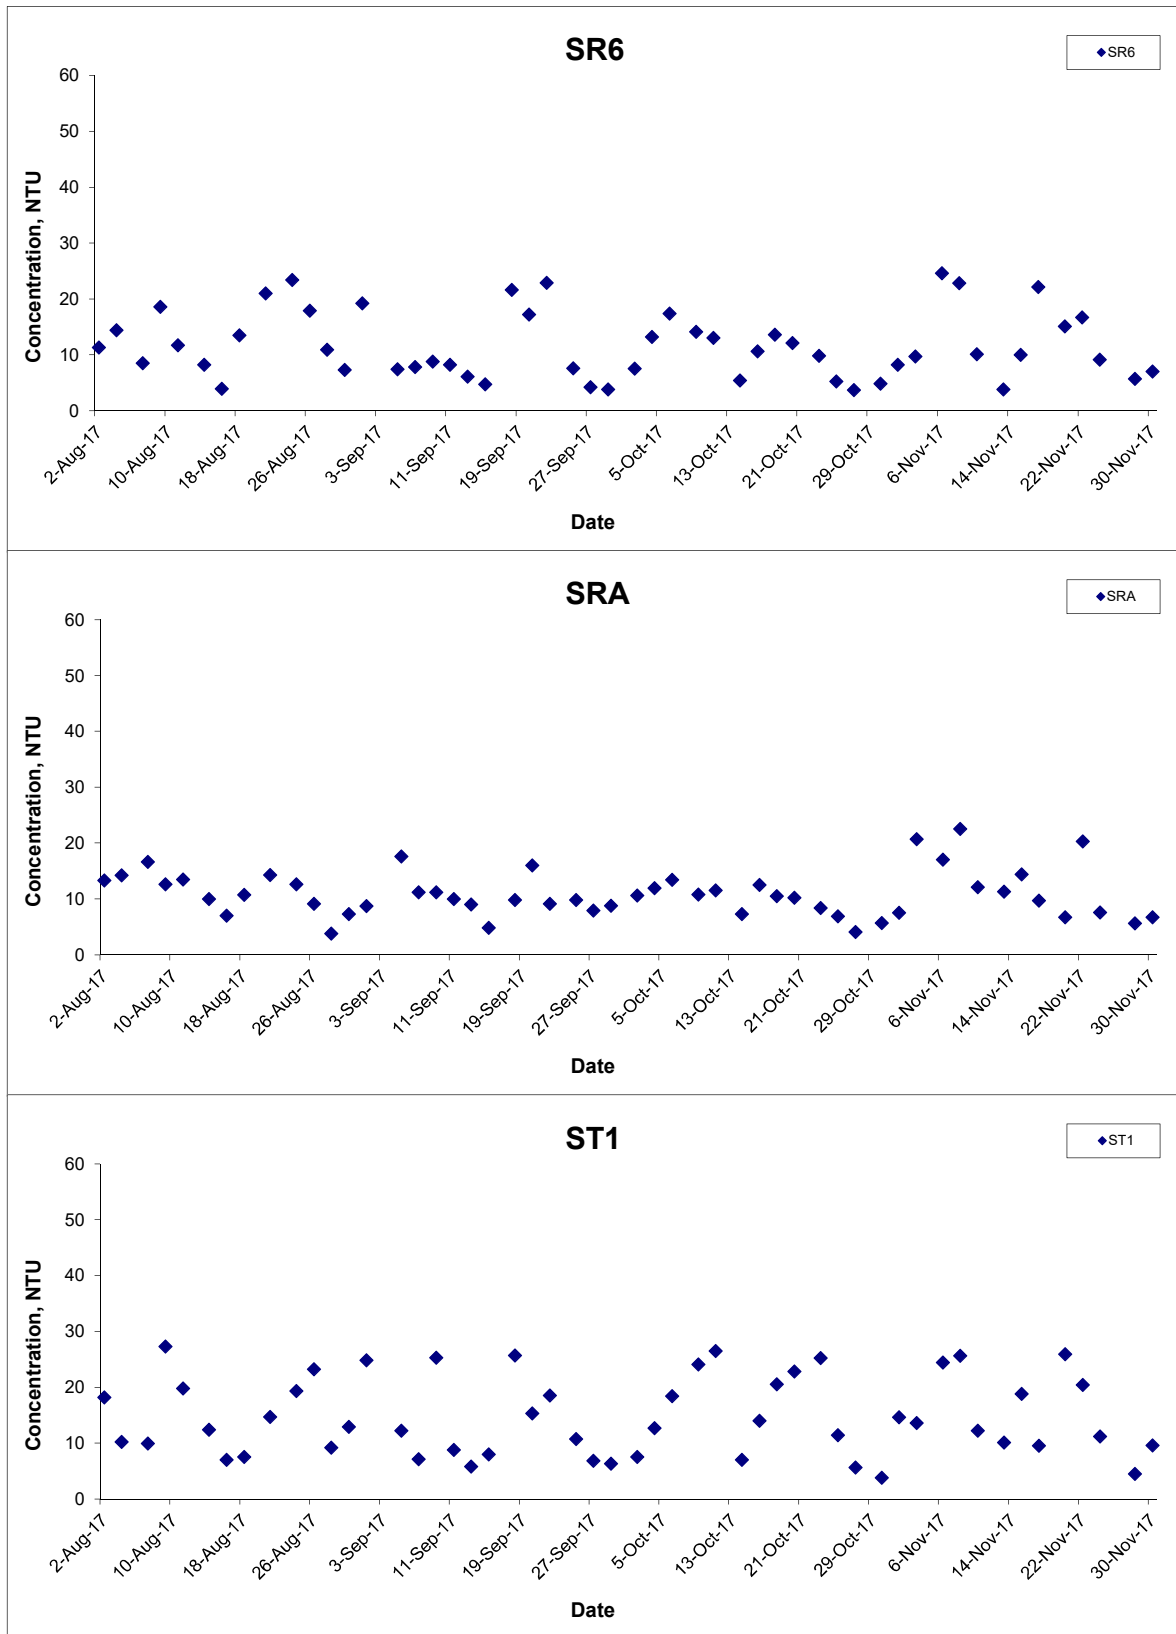 SR6
SR6
60
50
40
30
20
10
0
Concentration, NTU
2-Aug-17
10-Aug-17
18-Aug-17
26-Aug-17
3-Sep-17
11-Sep-17
19-Sep-17
27-Sep-17
5-Oct-17
13-Oct-17
21-Oct-17
29-Oct-17
6-Nov-17
14-Nov-17
22-Nov-17
30-Nov-17
Date
SRA
SRA
60
50
40
30
20
10
0
Concentration, NTU
2-Aug-17
10-Aug-17
18-Aug-17
26-Aug-17
3-Sep-17
11-Sep-17
19-Sep-17
27-Sep-17
5-Oct-17
13-Oct-17
21-Oct-17
29-Oct-17
6-Nov-17
14-Nov-17
22-Nov-17
30-Nov-17
Date
ST1
ST1
60
50
40
30
20
10
0
Concentration, NTU
2-Aug-17
10-Aug-17
18-Aug-17
26-Aug-17
3-Sep-17
11-Sep-17
19-Sep-17
27-Sep-17
5-Oct-17
13-Oct-17
21-Oct-17
29-Oct-17
6-Nov-17
14-Nov-17
22-Nov-17
30-Nov-17
Date